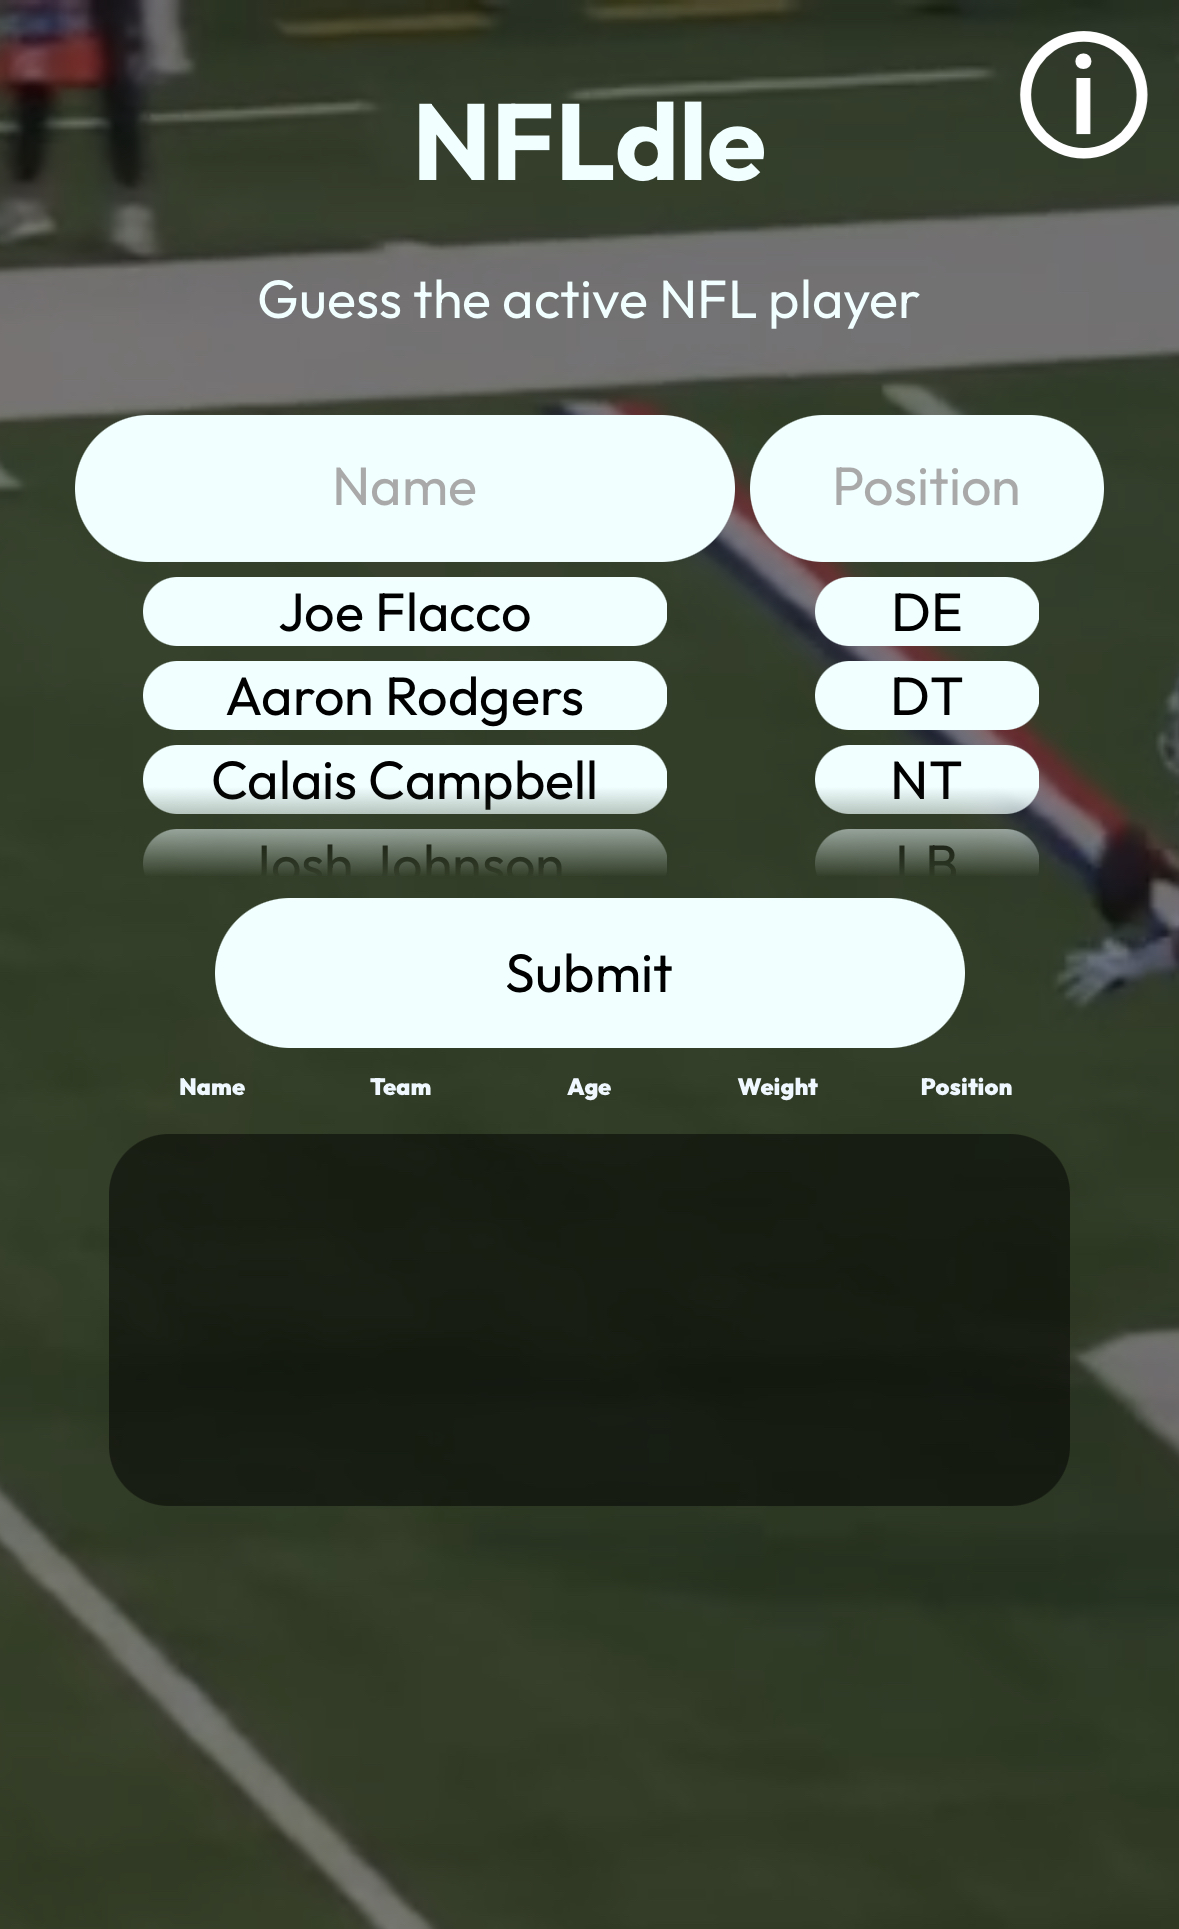 i
NFLdle
Guess the active NFL player
Name Position
Joe Flacco DE
Aaron Rodgers DT
Calais Campbell NT
Josh Johnson LB
Submit
Name Team Age Weight Position